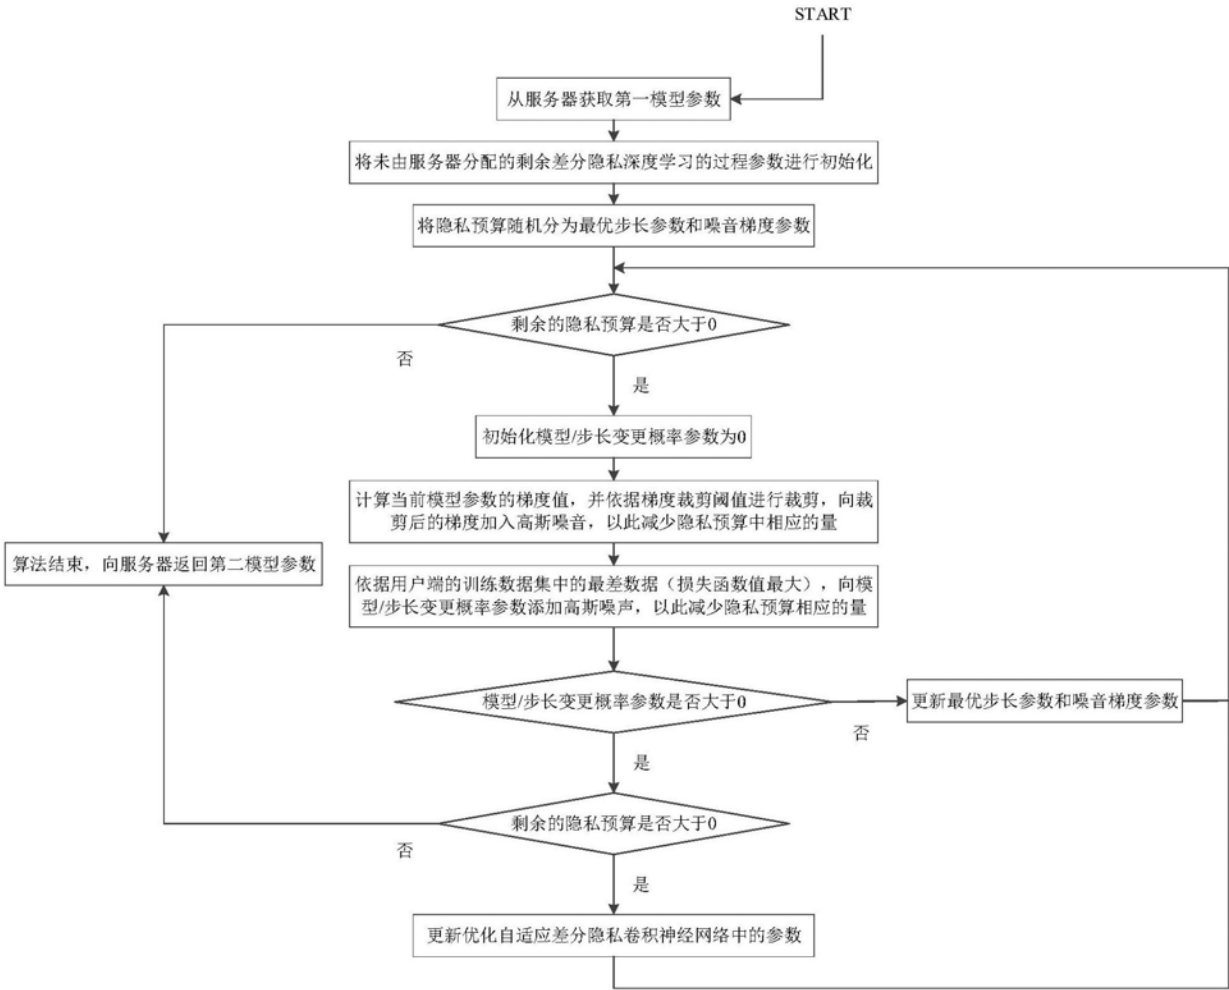 START
从服务器获取第一模型参数
将未由服务器分配的剩余差分隐私深度学习的过程参数进行初始化
将隐私预算随机分为最优步长参数和噪音梯度参数
剩余的隐私预算是否大于0
否
是
初始化模型/步长变更概率参数为0
计算当前模型参数的梯度值，并依据梯度裁剪阈值进行裁剪，向裁
剪后的梯度加入高斯噪音，以此减少隐私预算中相应的量
算法结束，向服务器返回第二模型参数
依据用户端的训练数据集中的最差数据（损失函数值最大），向模
型/步长变更概率参数添加高斯噪声，以此减少隐私预算相应的量
模型/步长变更概率参数是否大于0
更新最优步长参数和噪音梯度参数
否
是
剩余的隐私预算是否大于0
否
是
更新优化自适应差分隐私卷积神经网络中的参数